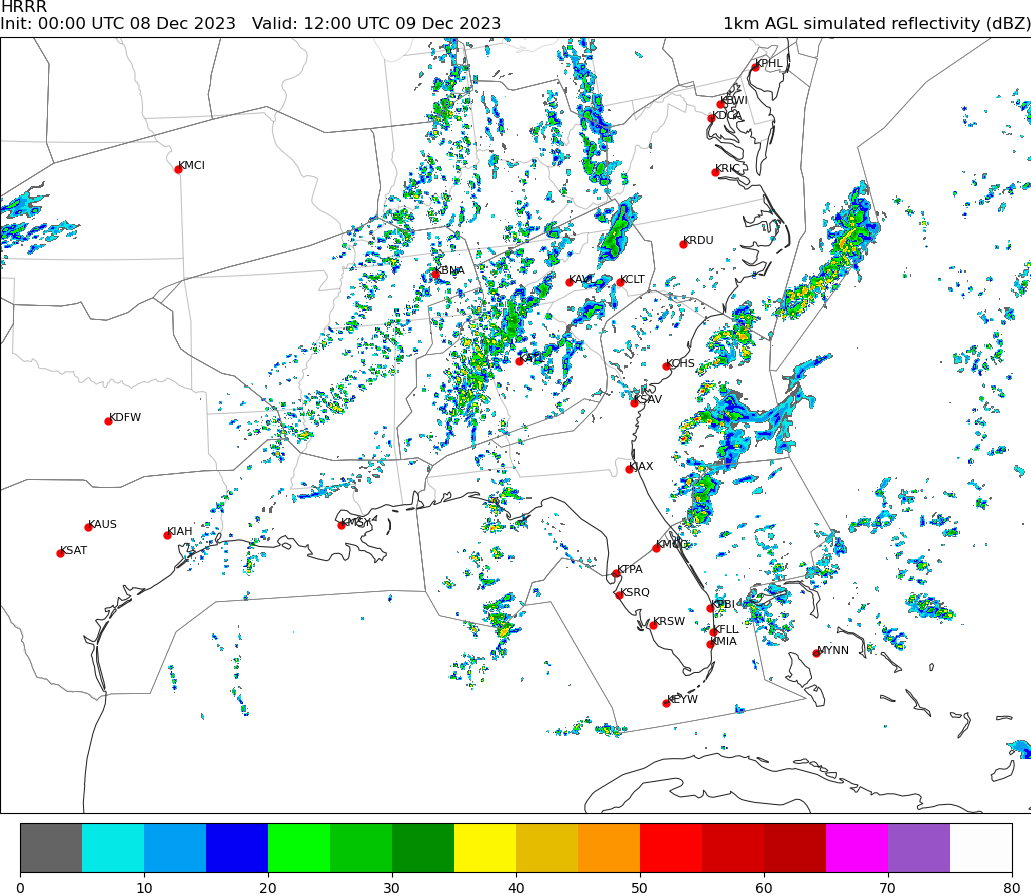 HRRR
Init: 00:00 UTC 08 Dec 2023   Valid: 12:00 UTC 09 Dec 2023   1km AGL simulated reflectivity (dBZ)
KPHL
KBWI
KDCA
KMCI
KRIC
KRDU
KBNA
KAVL
KCLT
KATL
KCHS
KSAV
KDFW
KJAX
KAUS
KMSY
KIAH
KSAT
KMCO
KTPA
KSRQ
KPBI
KRSW
KFLL
KMIA
MYNN
KEYW
0 10 20 30 40 50 60 70 80